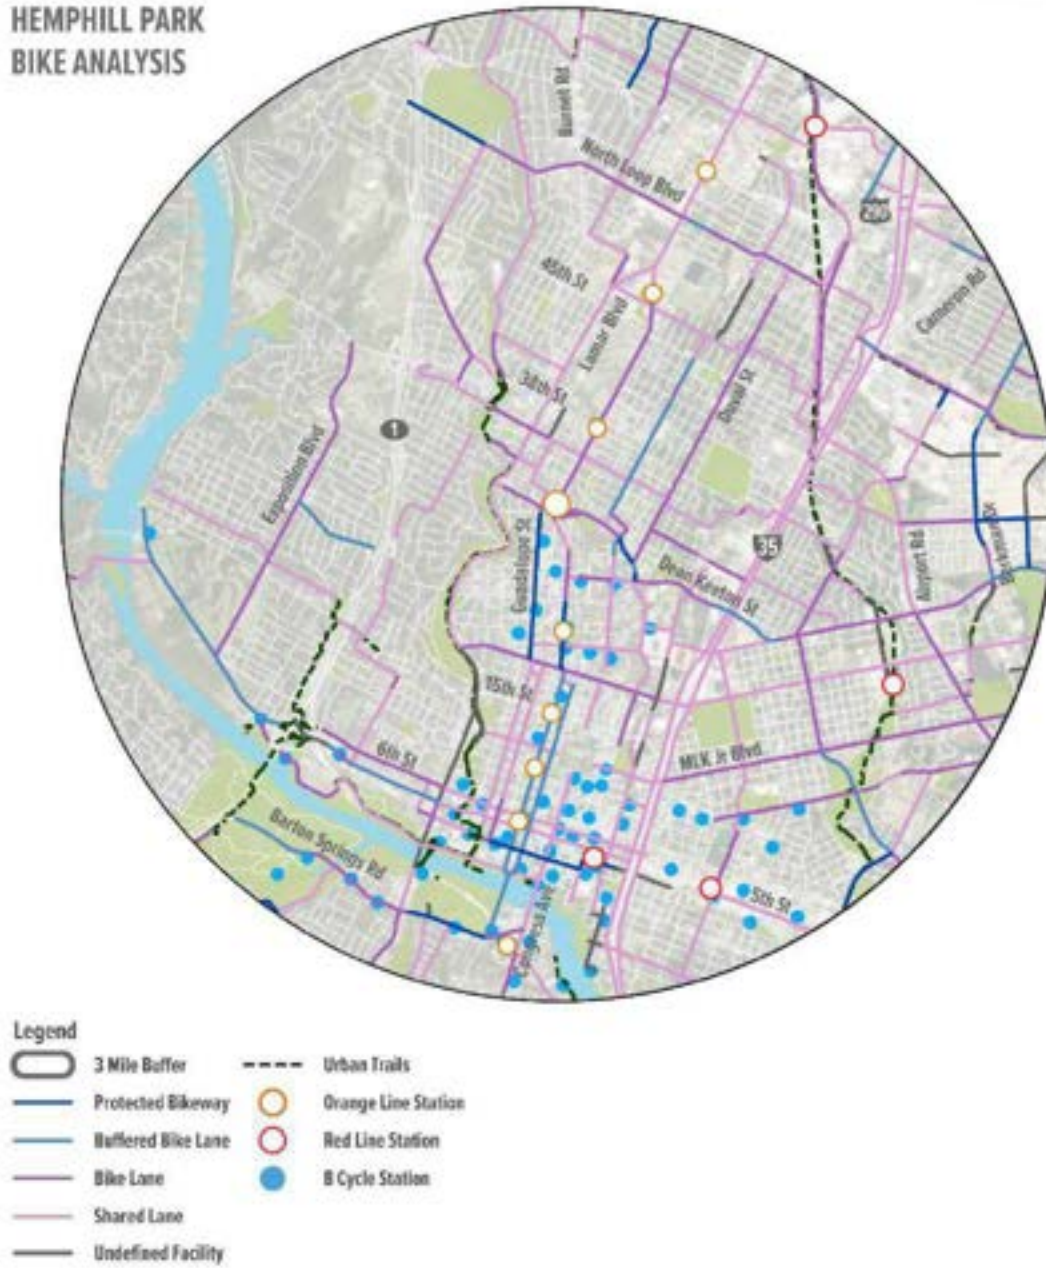 HEMPHILL PARK
BIKE ANALYSIS
Burnet Rd
North Loop Blvd
290
45th St
Cameron Rd
Lamar Blvd
38th St
Duval St
1
Exposition Blvd
Guadalupe St
35
Airport Rd
Dean Keeton St
15th St
MLK Jr Blvd
6th St
Barton Springs Rd
5th St
Congress Ave
Legend
3 Mile Buffer
Urban Trails
Protected Bikeway
Orange Line Station
Buffered Bike Lane
Red Line Station
Bike Lane
B Cycle Station
Shared Lane
Undefined Facility